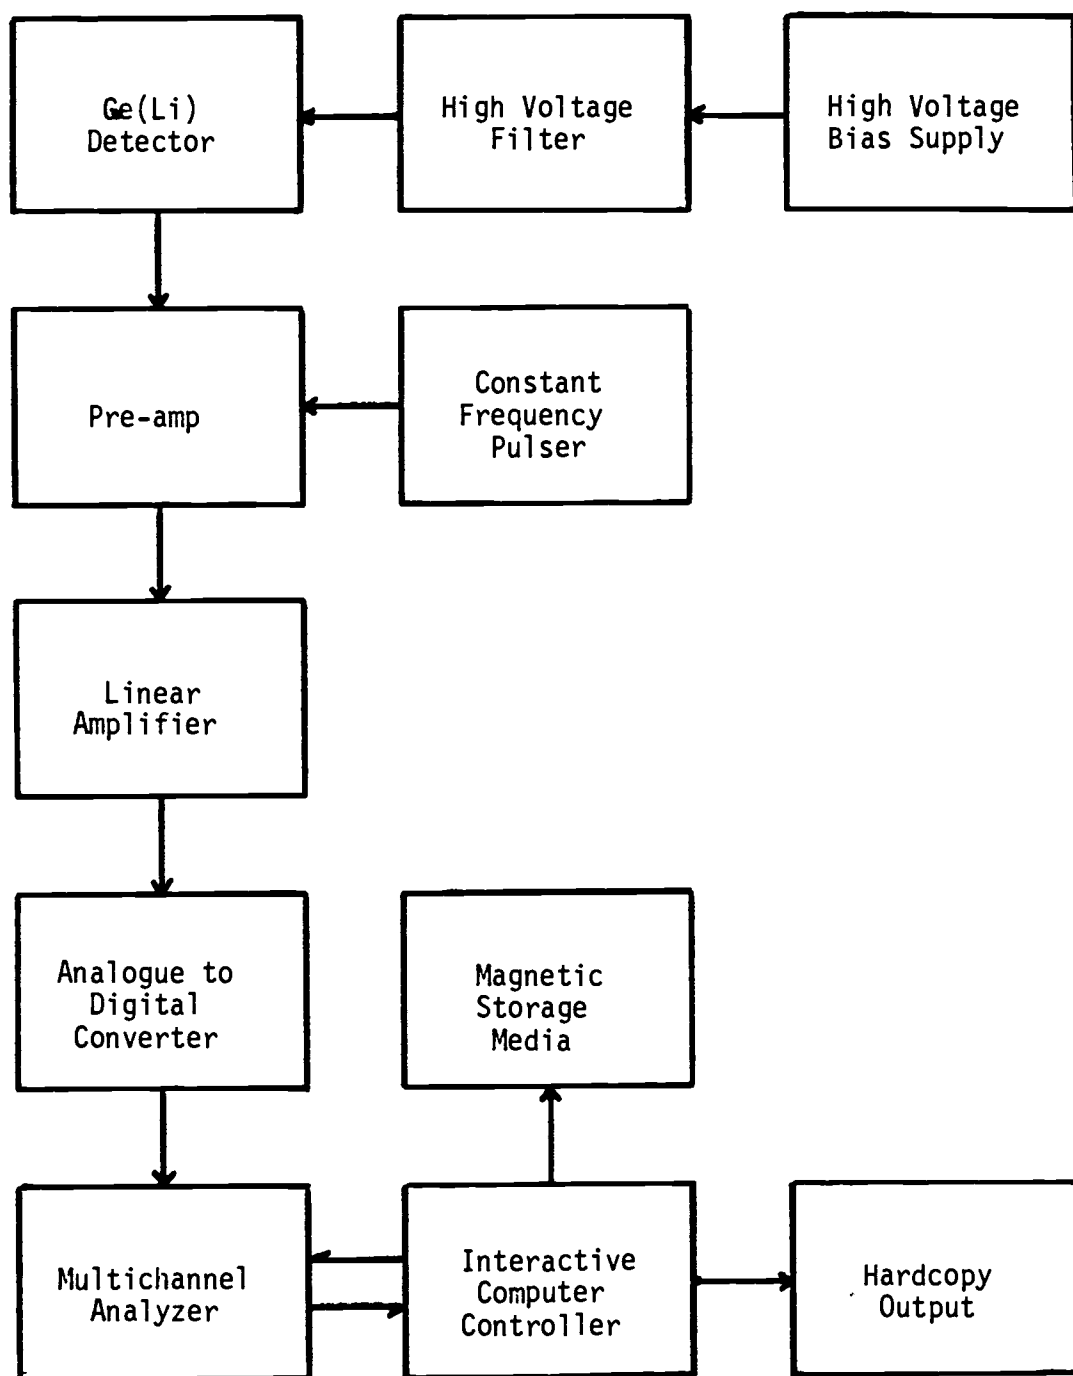 Ge(Li)
Detector
High Voltage
Filter
High Voltage
Bias Supply
Pre-amp
Constant
Frequency
Pulser
Linear
Amplifier
Analogue to
Digital
Converter
Magnetic
Storage
Media
Multichannel
Analyzer
Interactive
Computer
Controller
Hardcopy
Output